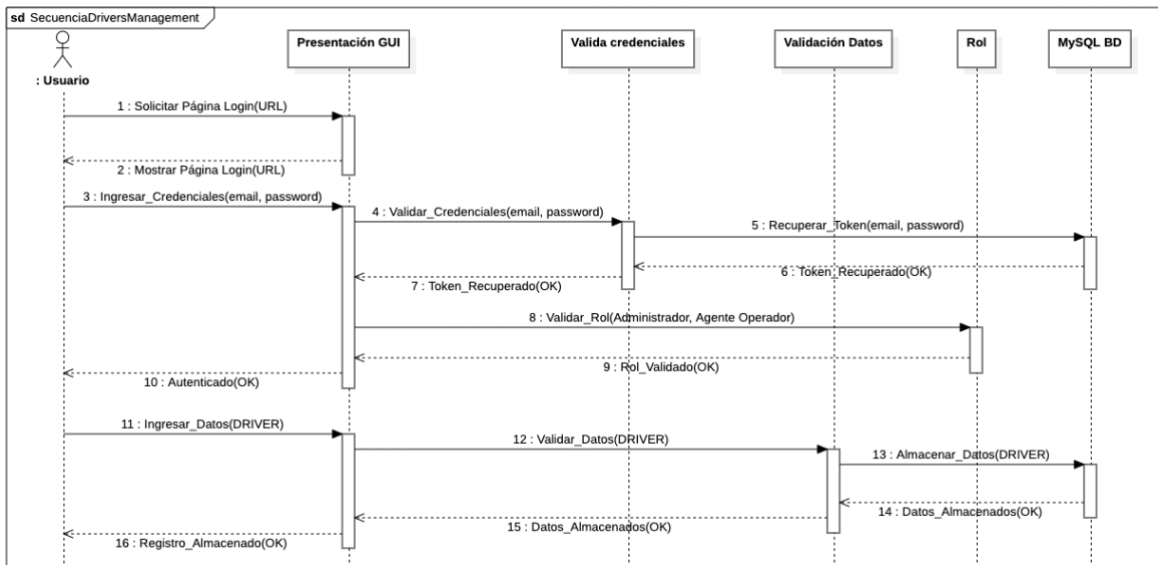 sd SecuenciaDriversManagement
: Usuario
Presentación GUI
Valida credenciales
Validación Datos
Rol
MySQL BD
1 : Solicitar Página Login(URL)
2 : Mostrar Página Login(URL)
3 : Ingresar_Credenciales(email, password)
4 : Validar_Credenciales(email, password)
5 : Recuperar_Token(email, password)
6 : Token_Recuperado(OK)
7 : Token_Recuperado(OK)
8 : Validar_Rol(Administrador, Agente Operador)
9 : Rol_Validado(OK)
10 : Autenticado(OK)
11 : Ingresar_Datos(DRIVER)
12 : Validar_Datos(DRIVER)
13 : Almacenar_Datos(DRIVER)
14 : Datos_Almacenados(OK)
15 : Datos_Almacenados(OK)
16 : Registro_Almacenado(OK)